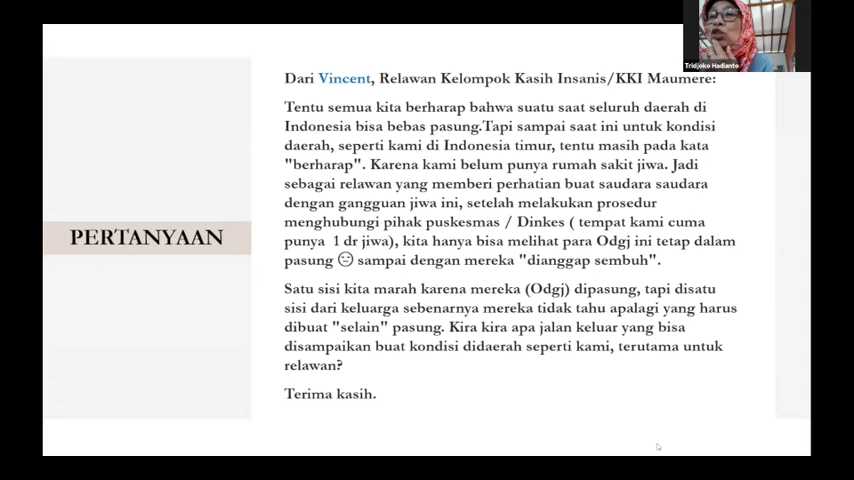 Tridjoko Hadianto
PERTANYAAN
Dari Vincent, Relawan Kelompok Kasih Insanis/KKI Maumere:
Tentu semua kita berharap bahwa suatu saat seluruh daerah di
Indonesia bisa bebas pasung.Tapi sampai saat ini untuk kondisi
daerah, seperti kami di Indonesia timur, tentu masih pada kata
"berharap". Karena kami belum punya rumah sakit jiwa. Jadi
sebagai relawan yang memberi perhatian buat saudara saudara
dengan gangguan jiwa ini, setelah melakukan prosedur
menghubungi pihak puskesmas / Dinkes ( tempat kami cuma
punya 1 dr jiwa), kita hanya bisa melihat para Odgj ini tetap dalam
pasung 😑 sampai dengan mereka "dianggap sembuh".
Satu sisi kita marah karena mereka (Odgj) dipasung, tapi disatu
sisi dari keluarga sebenarnya mereka tidak tahu apalagi yang harus
dibuat "selain" pasung. Kira kira apa jalan keluar yang bisa
disampaikan buat kondisi didaerah seperti kami, terutama untuk
relawan?
Terima kasih.